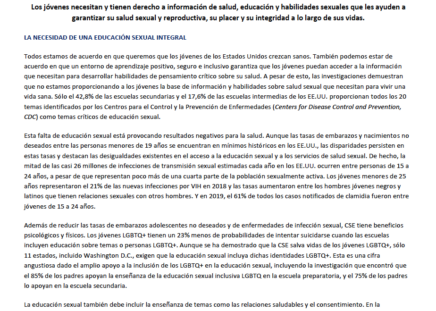 Los jóvenes necesitan y tienen derecho a información de salud, educación y habilidades sexuales que les ayuden a
garantizar su salud sexual y reproductiva, su placer y su integridad a lo largo de sus vidas.
LA NECESIDAD DE UNA EDUCACIÓN SEXUAL INTEGRAL
Todos estamos de acuerdo en que queremos que los jóvenes de los Estados Unidos crezcan sanos. También podemos estar de
acuerdo en que un entorno de aprendizaje positivo, seguro e inclusivo garantiza que los jóvenes puedan acceder a la información
que necesitan para desarrollar habilidades de pensamiento crítico sobre su salud. A pesar de esto, las investigaciones demuestran
que no estamos proporcionando a los jóvenes la base de información y habilidades sobre salud sexual que necesitan para vivir una
vida sana. Sólo el 42,8% de las escuelas secundarias y el 17,6% de las escuelas intermedias de los EE.UU. proporcionan todos los 20
temas identificados por los Centros para el Control y la Prevención de Enfermedades (Centers for Disease Control and Prevention,
CDC) como temas críticos de educación sexual.
Esta falta de educación sexual está provocando resultados negativos para la salud. Aunque las tasas de embarazos y nacimientos no
deseados entre las personas menores de 19 años se encuentran en mínimos históricos en los EE.UU., las disparidades persisten en
estas tasas y destacan las desigualdades existentes en el acceso a la educación sexual y a los servicios de salud sexual. De hecho, la
mitad de las casi 26 millones de infecciones de transmisión sexual estimadas cada año en los EE.UU. ocurren entre personas de 15 a
24 años, a pesar de que representan poco más de una cuarta parte de la población sexualmente activa. Los jóvenes menores de 25
años representaron el 21% de las nuevas infecciones por VIH en 2018 y las tasas aumentaron entre los hombres jóvenes negros y
latinos que tienen relaciones sexuales con otros hombres. Y en 2019, el 61% de todos los casos notificados de clamidia fueron entre
jóvenes de 15 a 24 años.
Además de reducir las tasas de embarazos adolescentes no deseados y de enfermedades de infección sexual, CSE tiene beneficios
psicológicos y físicos. Los jóvenes LGBTQ+ tienen un 23% menos de probabilidades de intentar suicidarse cuando las escuelas
incluyen educación sobre temas o personas LGBTQ+. Aunque se ha demostrado que la CSE salva vidas de los jóvenes LGBTQ+, sólo
11 estados, incluido Washington D.C., exigen que la educación sexual incluya dichas identidades LGBTQ+. Esta es una cifra
angustiosa dado el amplio apoyo a la inclusión de los LGBTQ+ en la educación sexual, incluyendo la investigación que encontró que
el 85% de los padres apoyan la enseñanza de la educación sexual inclusiva LGBTQ en la escuela preparatoria, y el 75% de los padres
lo apoyan en la escuela secundaria.
La educación sexual también debe incluir la enseñanza de temas como las relaciones saludables y el consentimiento. En la